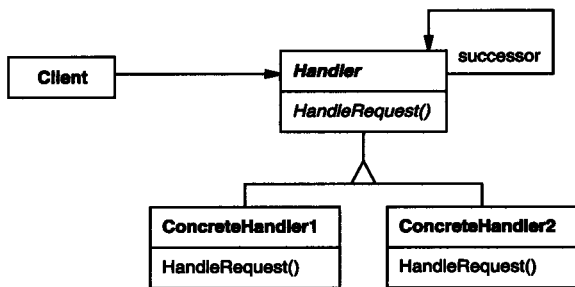 successor
Client
Handler
HandleRequest()
ConcreteHandler1
ConcreteHandler2
HandleRequest()
HandleRequest()